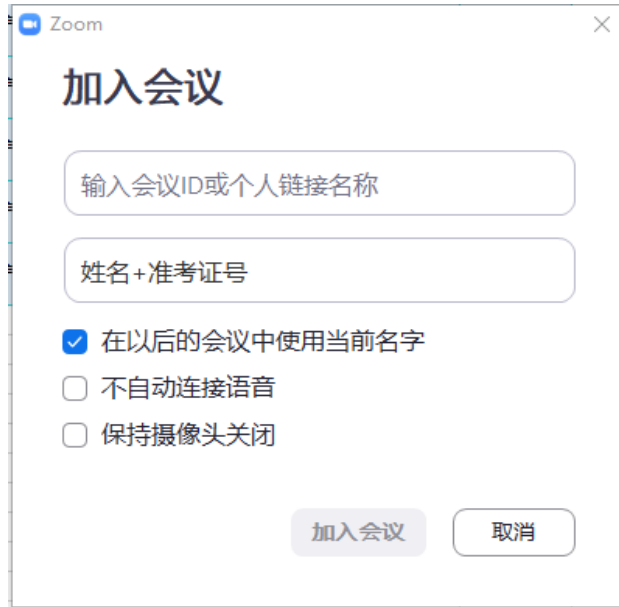 Zoom
加入会议
输入会议ID或个人链接名称
姓名+准考证号
在以后的会议中使用当前名字
不自动连接语音
保持摄像头关闭
加入会议
取消